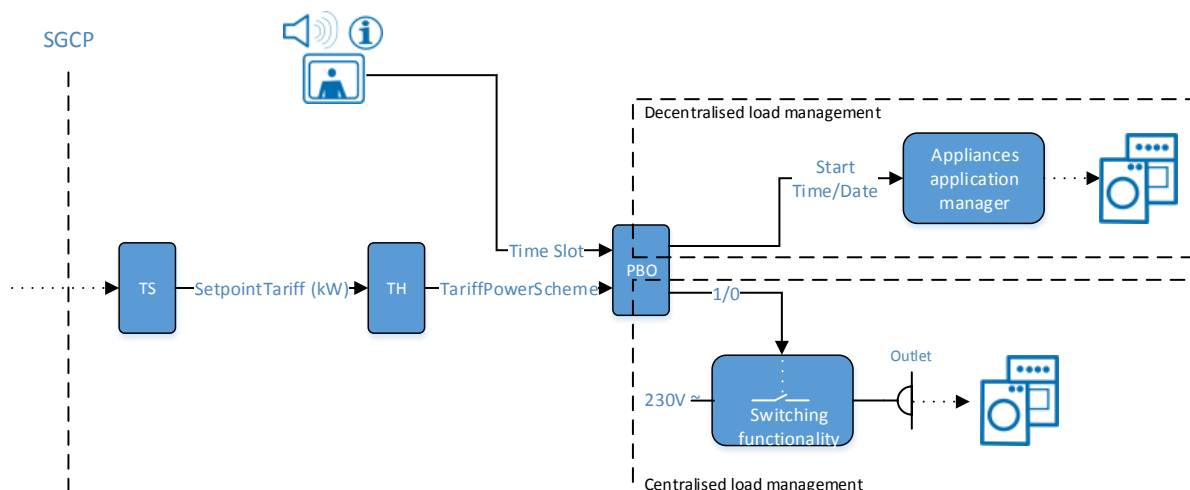 SGCP
Decentralised load management
Start
Time/Date
Appliances
application
manager
Time Slot
TS
SetpointTariff (kW)
TH
TariffPowerScheme
PBO
1/0
Outlet
230V ~
Switching
functionality
Centralised load management